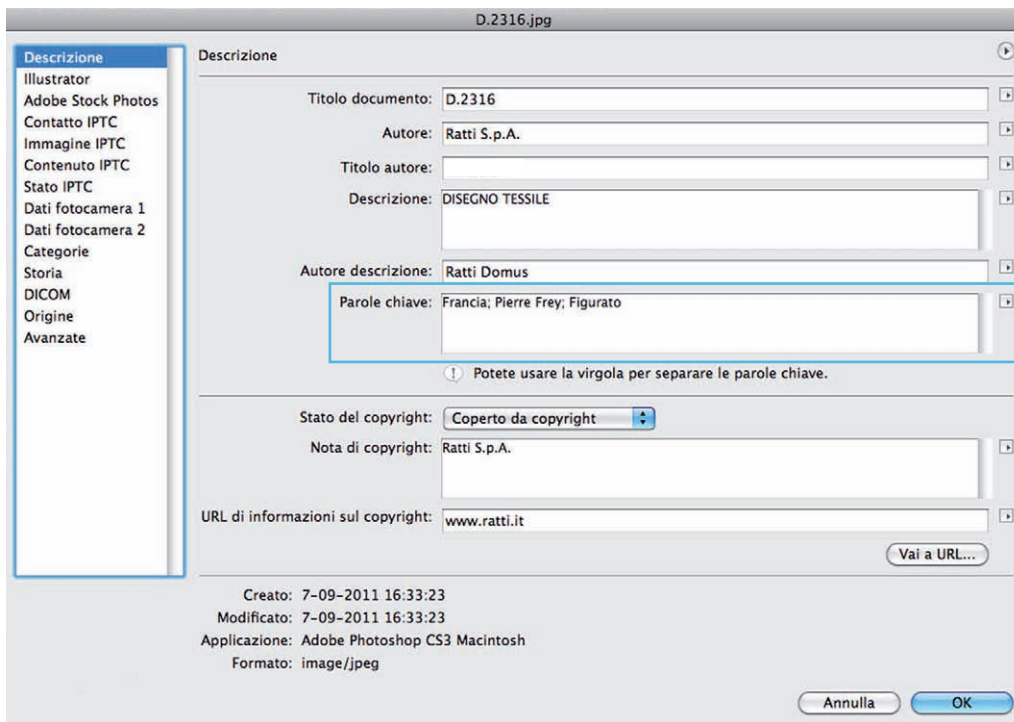 D.2316.jpg
Descrizione
Illustrator
Adobe Stock Photos
Contatto IPTC
Immagine IPTC
Contenuto IPTC
Stato IPTC
Dati fotocamera 1
Dati fotocamera 2
Categorie
Storia
DICOM
Origine
Avanzate
Descrizione
Titolo documento: D.2316
Autore: Ratti S.p.A.
Titolo autore:
Descrizione: DISEGNO TESSILE
Autore descrizione: Ratti Domus
Parole chiave: Francia; Pierre Frey; Figurato
! Potete usare la virgola per separare le parole chiave.
Stato del copyright: Coperto da copyright
Nota di copyright: Ratti S.p.A.
URL di informazioni sul copyright: www.ratti.it
Vai a URL...
Creato: 7-09-2011 16:33:23
Modificato: 7-09-2011 16:33:23
Applicazione: Adobe Photoshop CS3 Macintosh
Formato: image/jpeg
Annulla OK